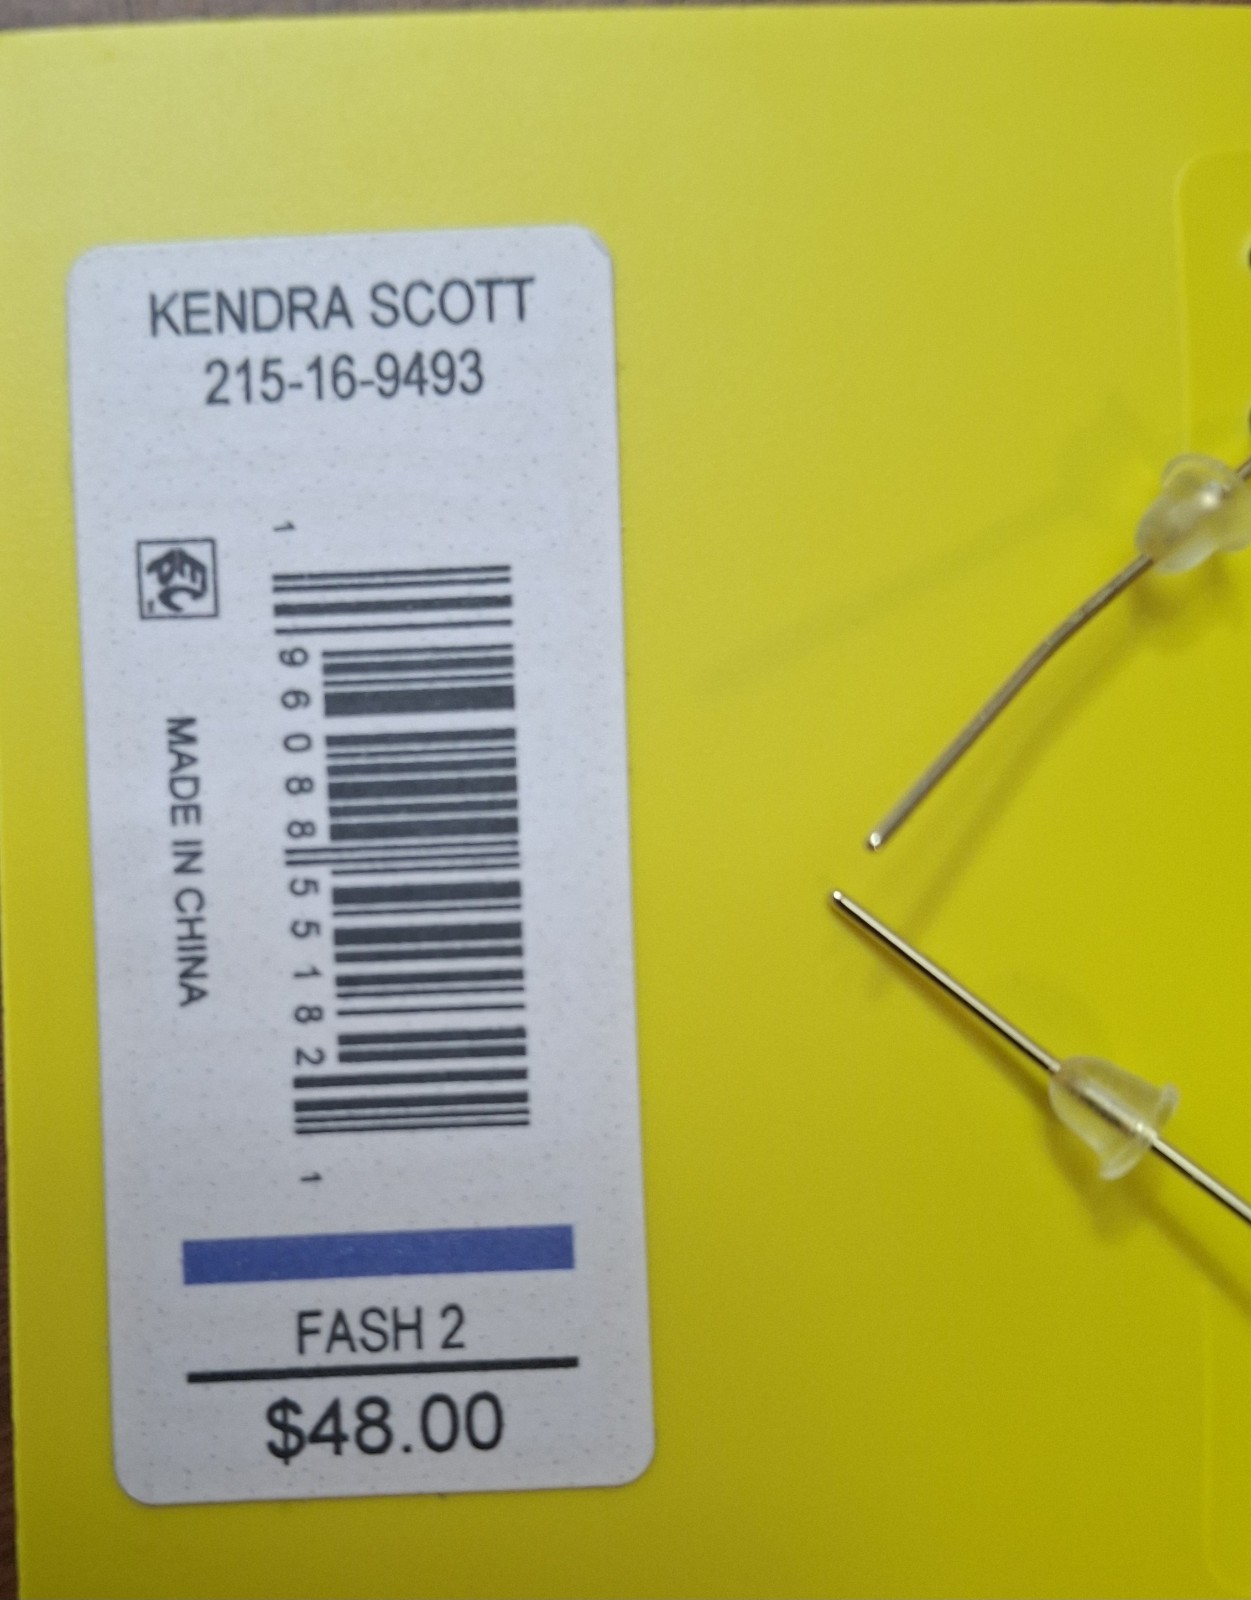 KENDRA SCOTT
215-16-9493
1 96088 55182 1
MADE IN CHINA
FASH 2
$48.00